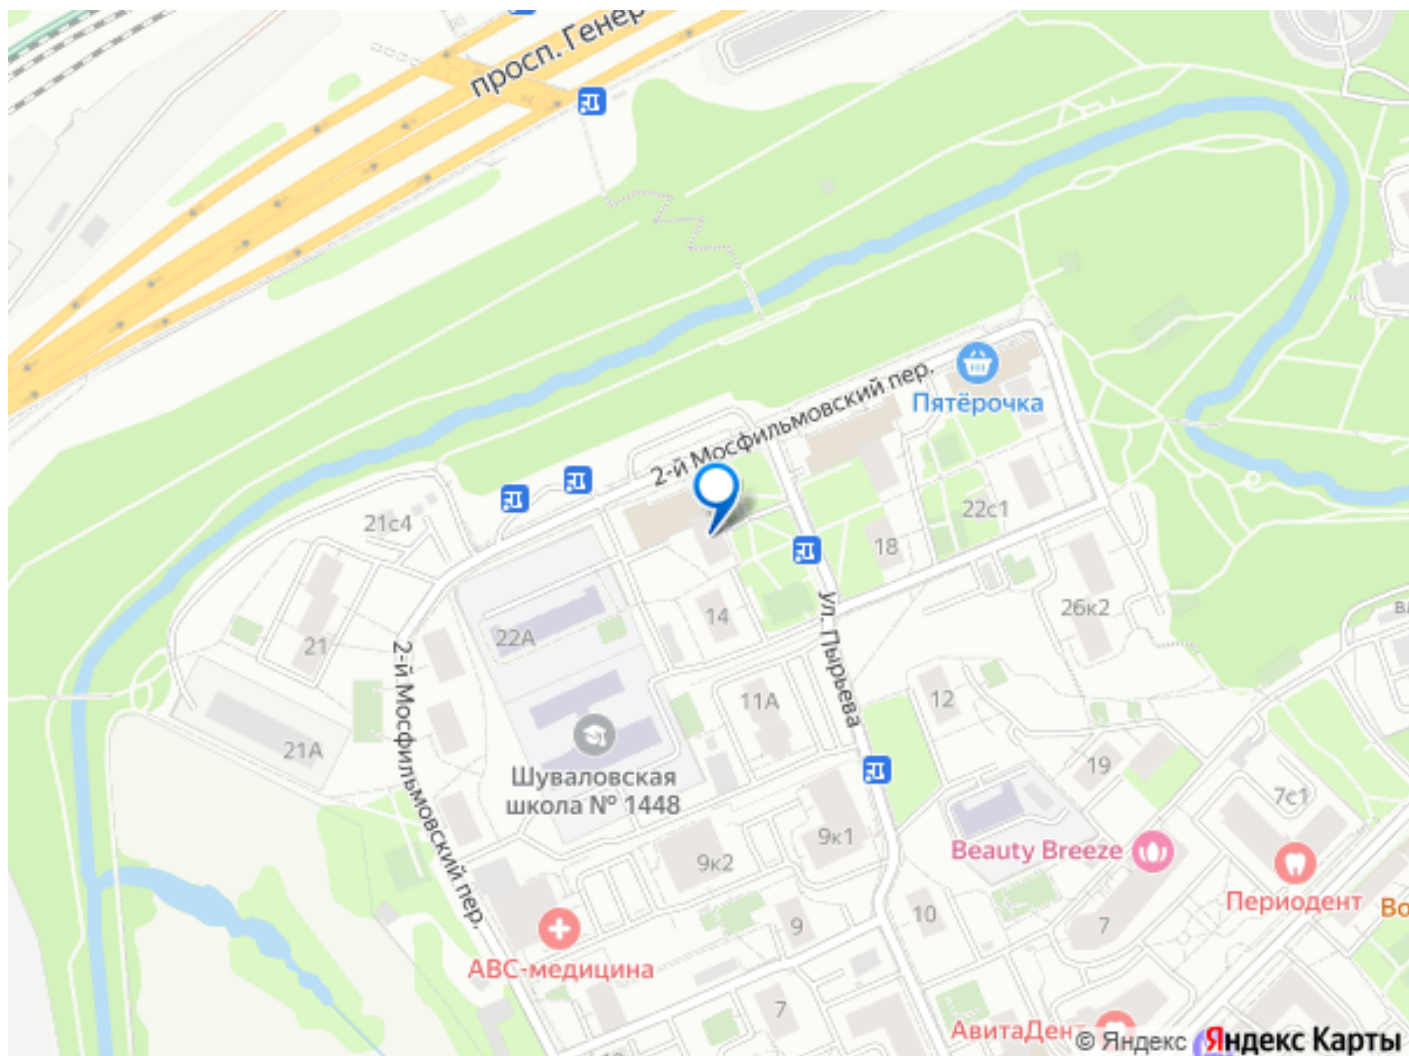 просп. Генер
2-й Мосфильмовский пер.
Пятёрочка
21с4
22с1
18
26к2
14
ул. Пырьева
22А
21
2-й Мосфильмовский пер.
11А
12
21А
19
Шуваловская
школа № 1448
7с1
9к1
Beauty Breeze
9к2
Периодент
Во
10
9
7
АВС-медицина
7
АвитаДент
© Яндекс Яндекс Карты